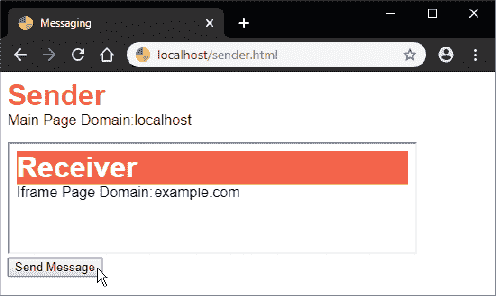 Messaging
localhost/sender.html
Sender
Main Page Domain:localhost
Receiver
Iframe Page Domain:example.com
Send Message